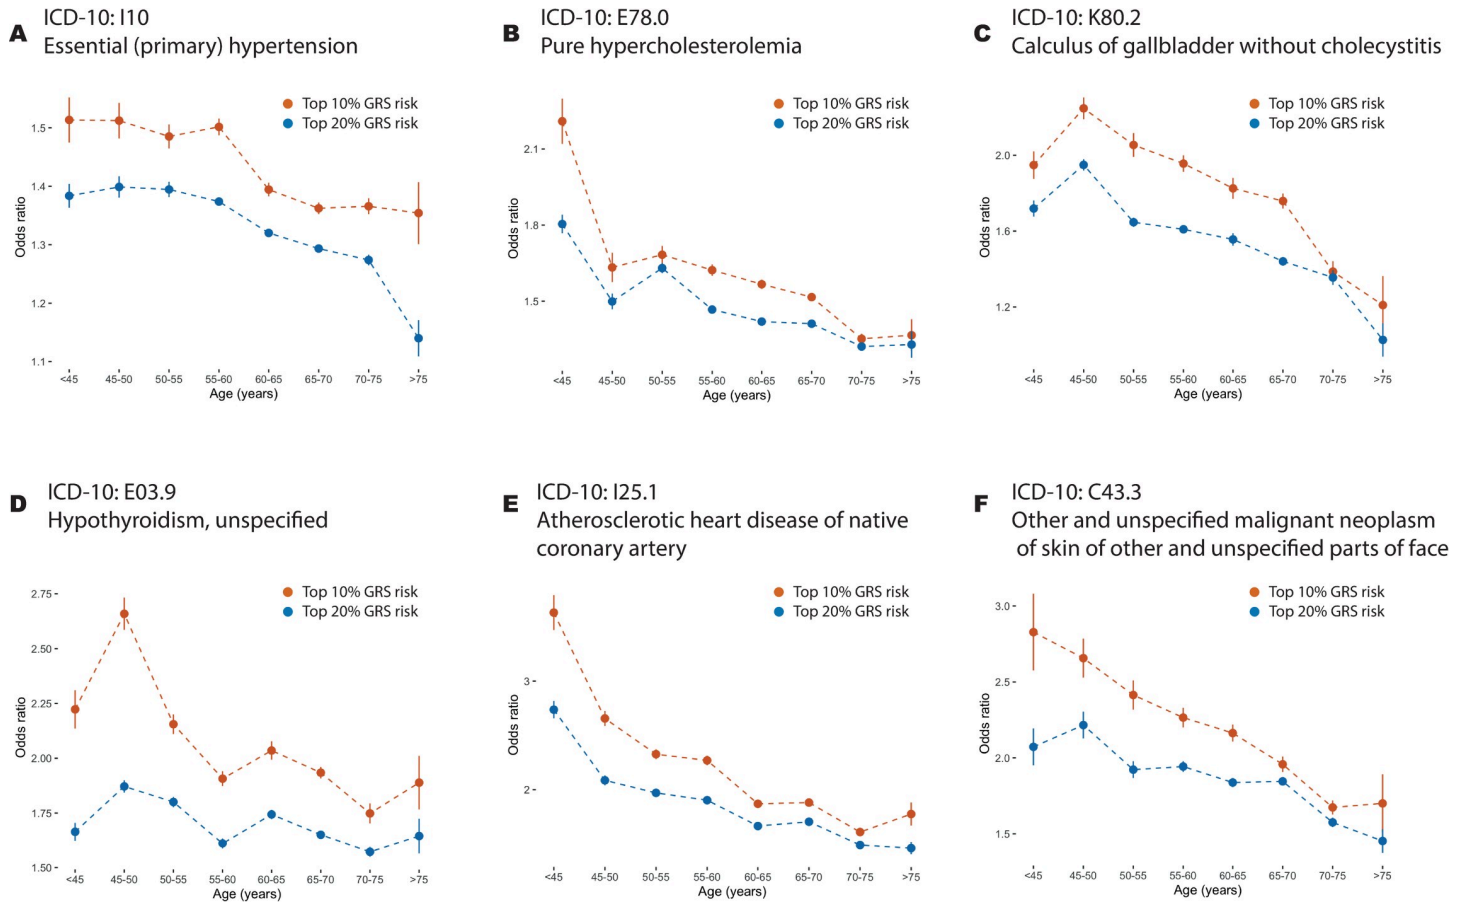 A
ICD-10: I10
Essential (primary) hypertension
Top 10% GRS risk
Top 20% GRS risk
1.5
1.4
1.3
1.2
1.1
Odds ratio
<45 45-50 50-55 55-60 60-65 65-70 70-75 >75
Age (years)
B
ICD-10: E78.0
Pure hypercholesterolemia
Top 10% GRS risk
Top 20% GRS risk
2.1
1.8
1.5
Odds ratio
<45 45-50 50-55 55-60 60-65 65-70 70-75 >75
Age (years)
C
ICD-10: K80.2
Calculus of gallbladder without cholecystitis
Top 10% GRS risk
Top 20% GRS risk
2.0
1.6
1.2
Odds ratio
<45 45-50 50-55 55-60 60-65 65-70 70-75 >75
Age (years)
D
ICD-10: E03.9
Hypothyroidism, unspecified
Top 10% GRS risk
Top 20% GRS risk
2.75
2.50
2.25
2.00
1.75
1.50
Odds ratio
<45 45-50 50-55 55-60 60-65 65-70 70-75 >75
Age (years)
E
ICD-10: I25.1
Atherosclerotic heart disease of native
coronary artery
Top 10% GRS risk
Top 20% GRS risk
3
2
Odds ratio
<45 45-50 50-55 55-60 60-65 65-70 70-75 >75
Age (years)
F
ICD-10: C43.3
Other and unspecified malignant neoplasm
of skin of other and unspecified parts of face
Top 10% GRS risk
Top 20% GRS risk
3.0
2.5
2.0
1.5
Odds ratio
<45 45-50 50-55 55-60 60-65 65-70 70-75 >75
Age (years)